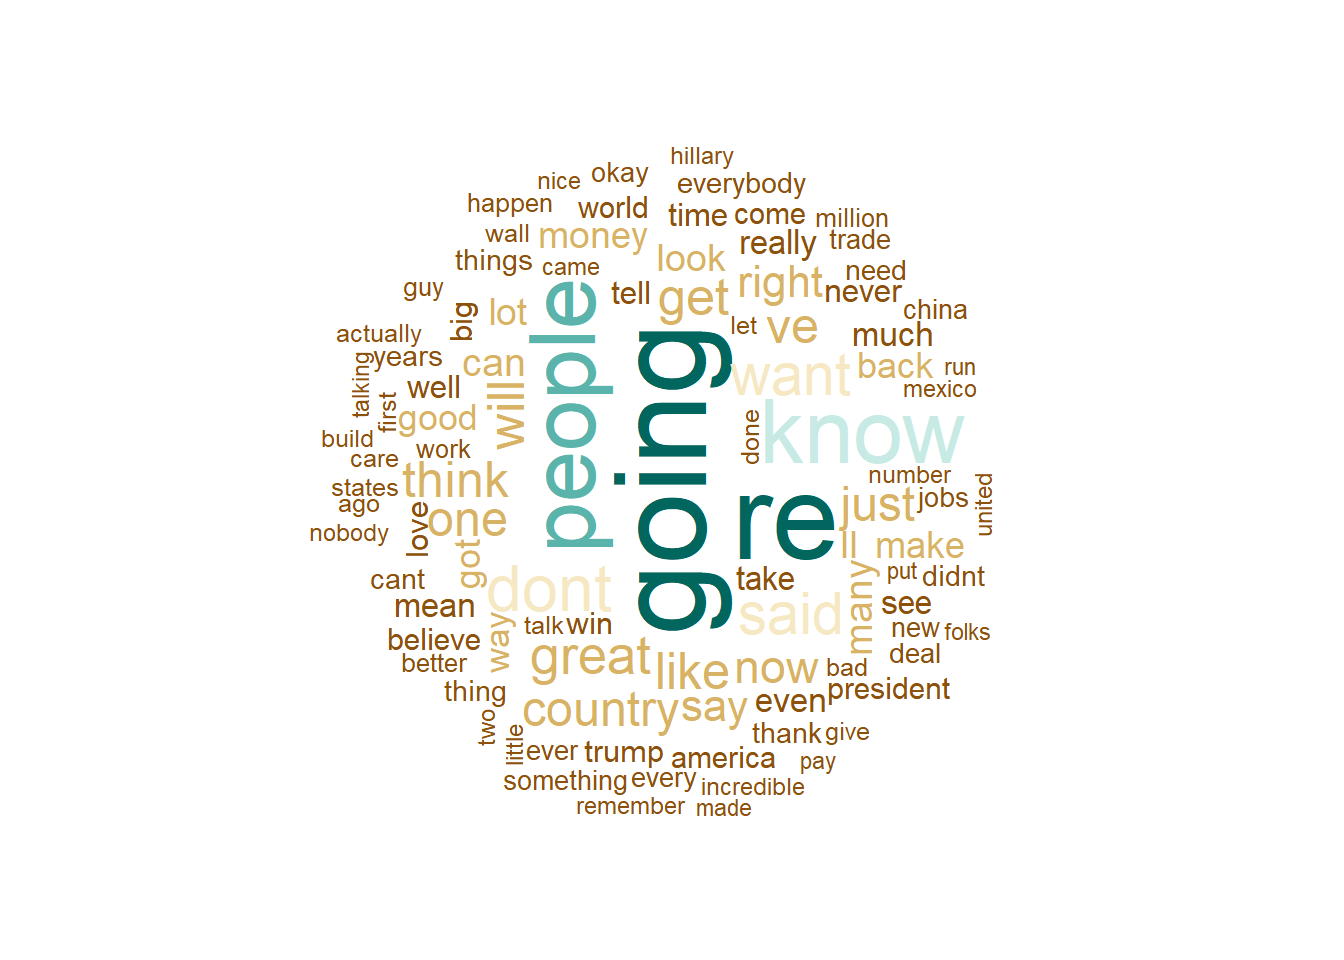 hillary
nice
okay
everybody
happen
world
time
come
million
wall
money
really
trade
things
came
look
need
guy
tell
get
right
never
big
lot
people
going
let
ve
china
actually
much
talking
years
can
want
back
run
first
well
will
mexico
good
know
build
work
done
care
think
number
states
re
just
jobs
united
ago
one
nobody
love
got
ll
make
cant
dont
take
many
put
didnt
mean
said
see
way
talk
win
new
folks
believe
great
like
now
deal
better
bad
thing
country
say
even
president
two
little
ever
trump
america
thank
give
something
every
incredible
pay
remember
made